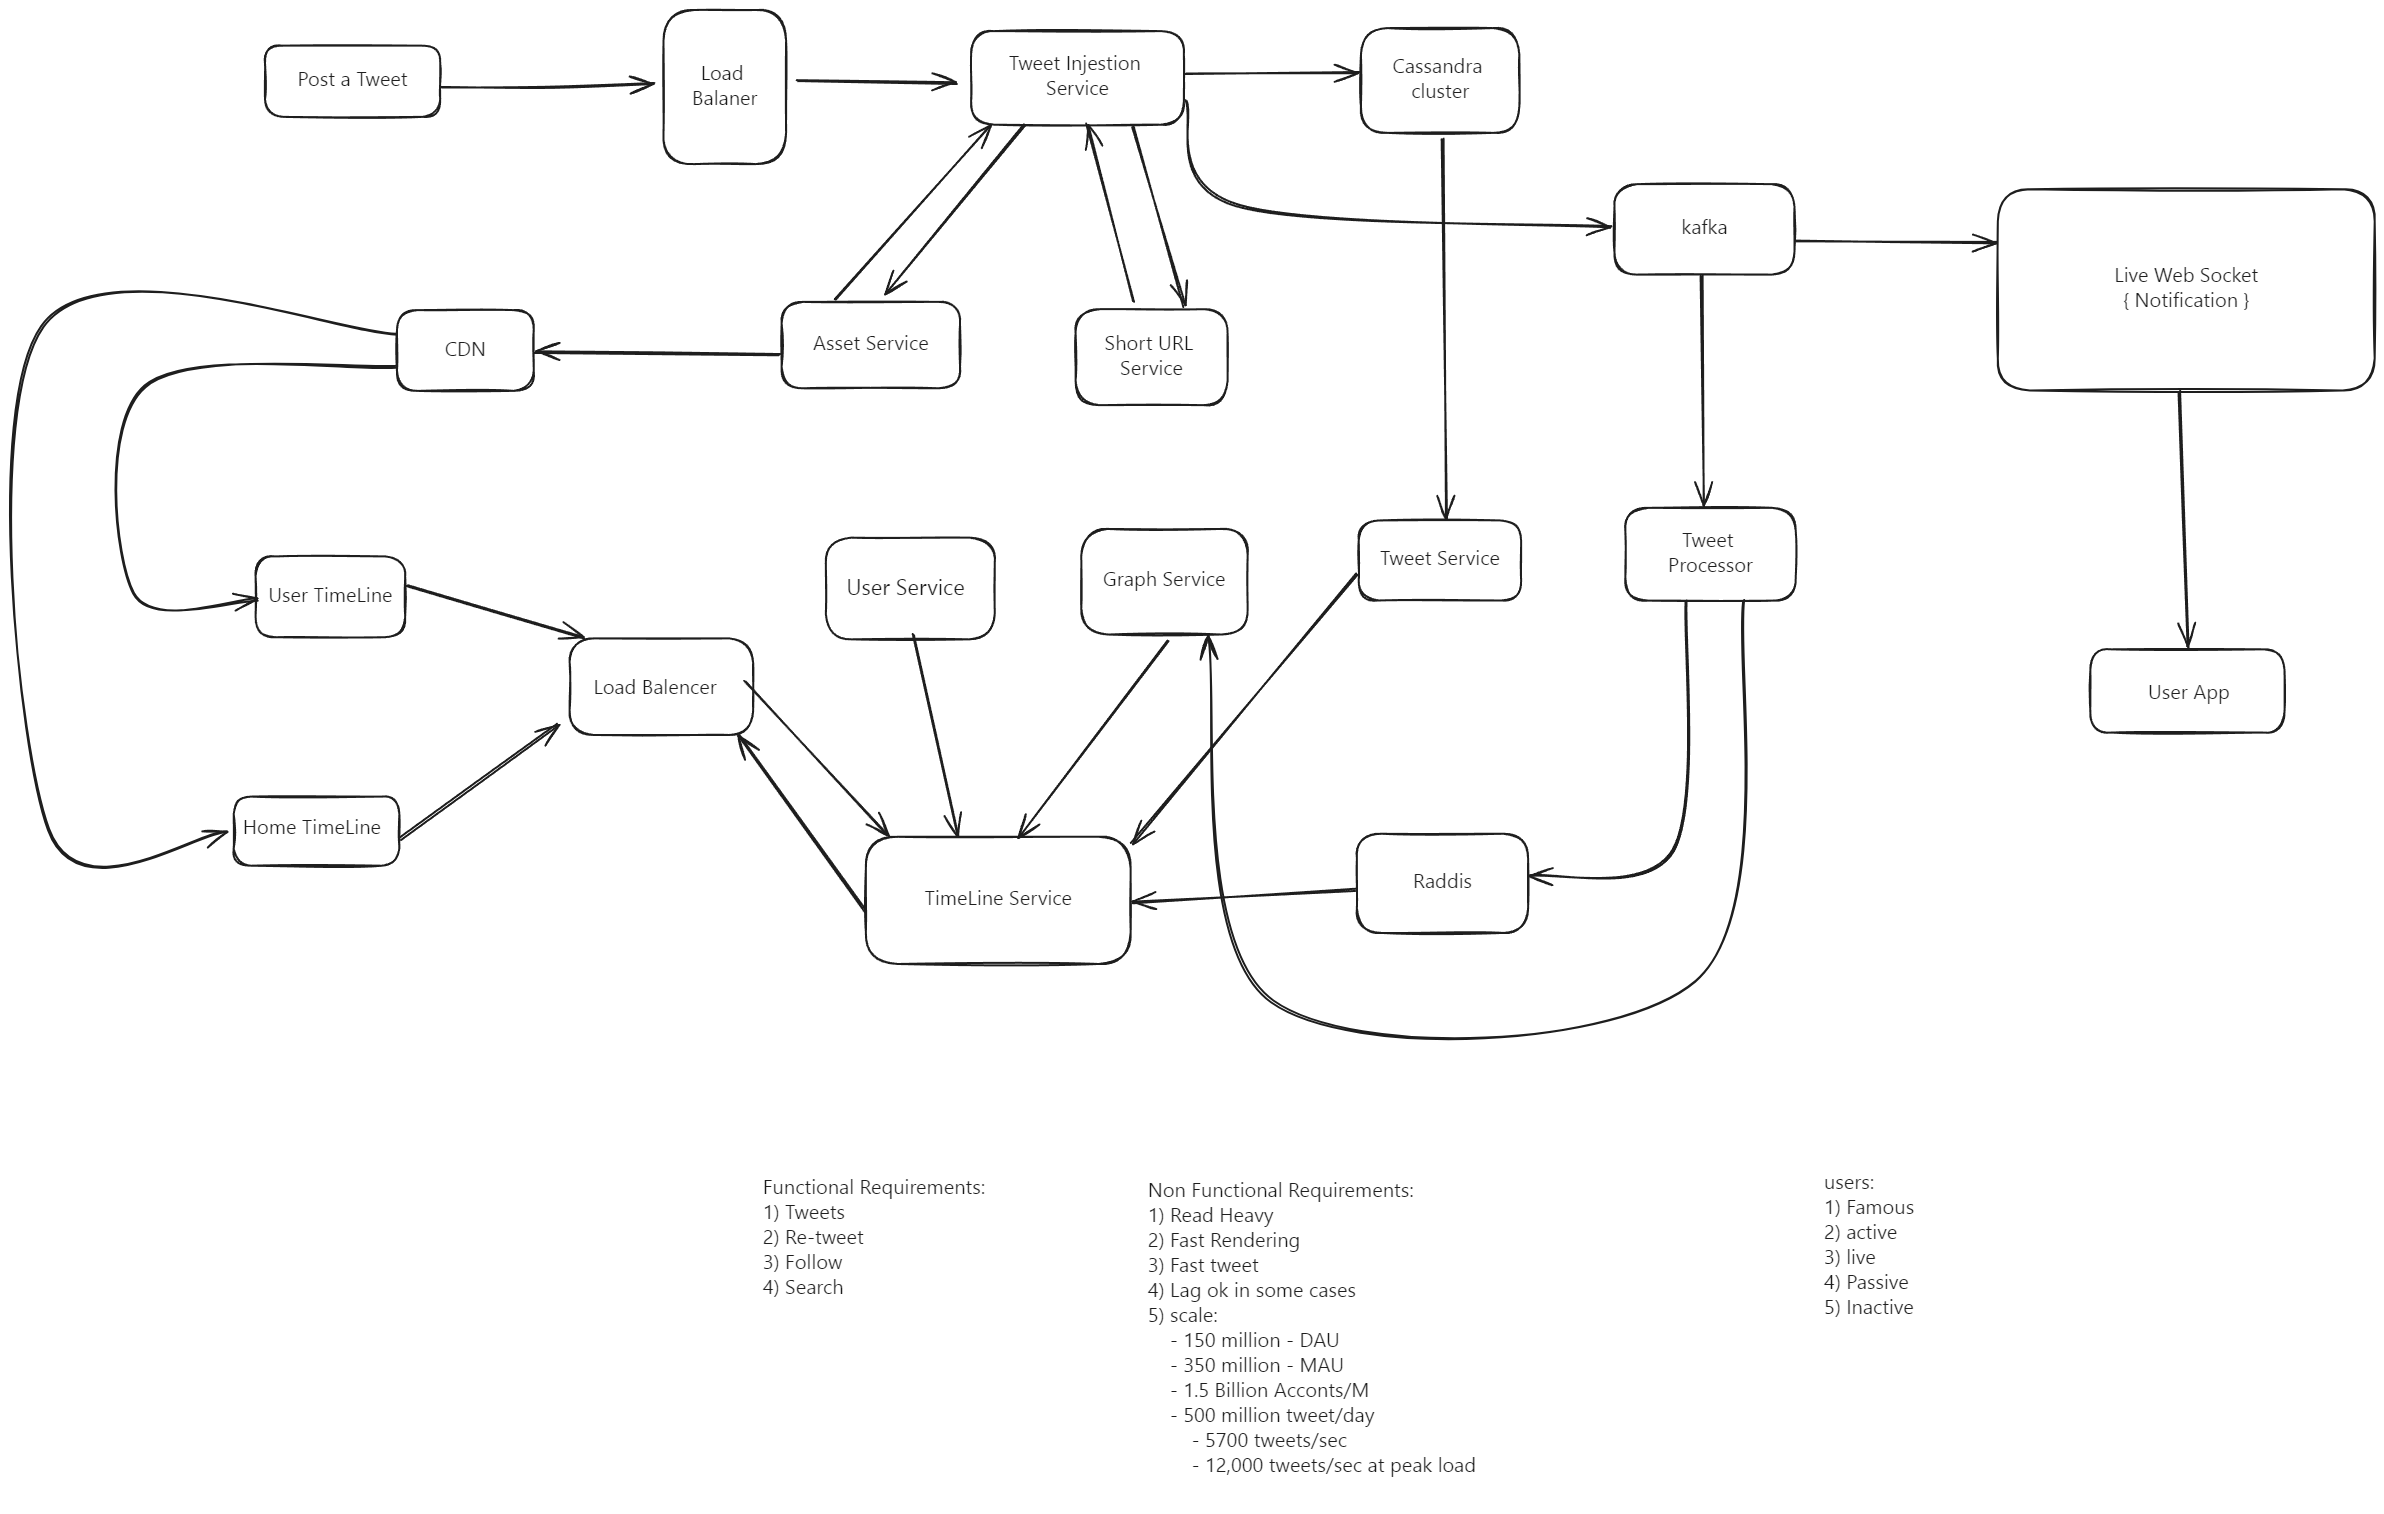 Post a Tweet
Load
Balaner
Tweet Injestion
Service
Cassandra
cluster
kafka
Live Web Socket
{ Notification }
CDN
Asset Service
Short URL
Service
User TimeLine
User Service
Graph Service
Tweet Service
Tweet
Processor
Load Balencer
User App
Home TimeLine
TimeLine Service
Raddis
Functional Requirements:
1) Tweets
2) Re-tweet
3) Follow
4) Search
Non Functional Requirements:
1) Read Heavy
2) Fast Rendering
3) Fast tweet
4) Lag ok in some cases
5) scale:
- 150 million - DAU
- 350 million - MAU
- 1.5 Billion Acconts/M
- 500 million tweet/day
- 5700 tweets/sec
- 12,000 tweets/sec at peak load
users:
1) Famous
2) active
3) live
4) Passive
5) Inactive